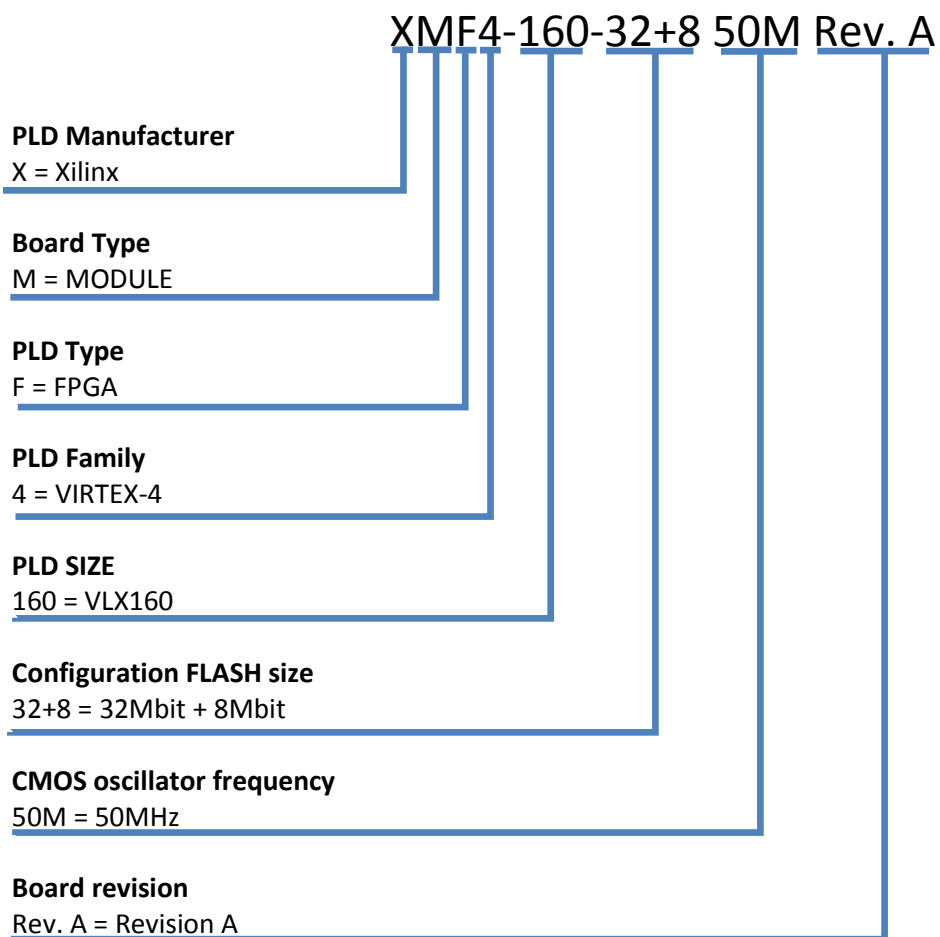 XMF4-160-32+8 50M Rev. A
PLD Manufacturer
X = Xilinx
Board Type
M = MODULE
PLD Type
F = FPGA
PLD Family
4 = VIRTEX-4
PLD SIZE
160 = VLX160
Configuration FLASH size
32+8 = 32Mbit + 8Mbit
CMOS oscillator frequency
50M = 50MHz
Board revision
Rev. A = Revision A